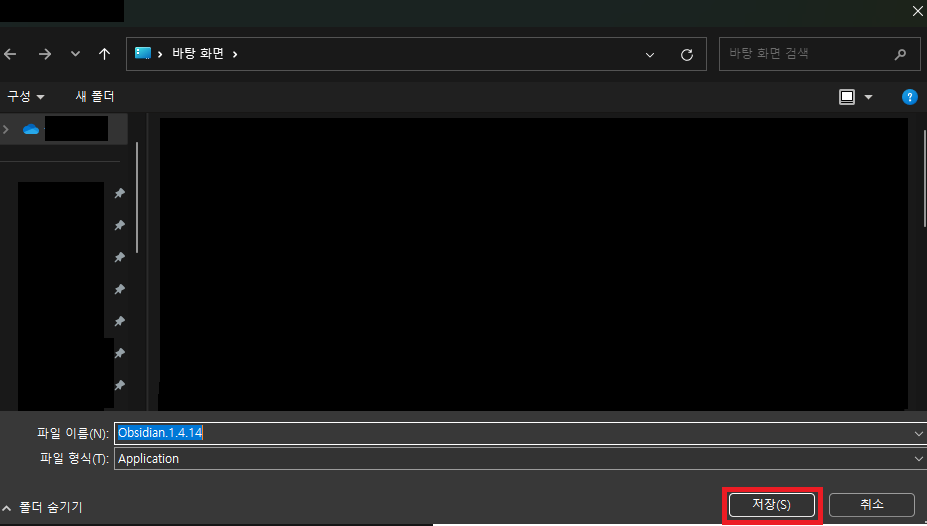 바탕 화면
바탕 화면 검색
구성
새 폴더
파일 이름(N): Obsidian.1.4.14
파일 형식(T): Application
폴더 숨기기
저장(S)
취소